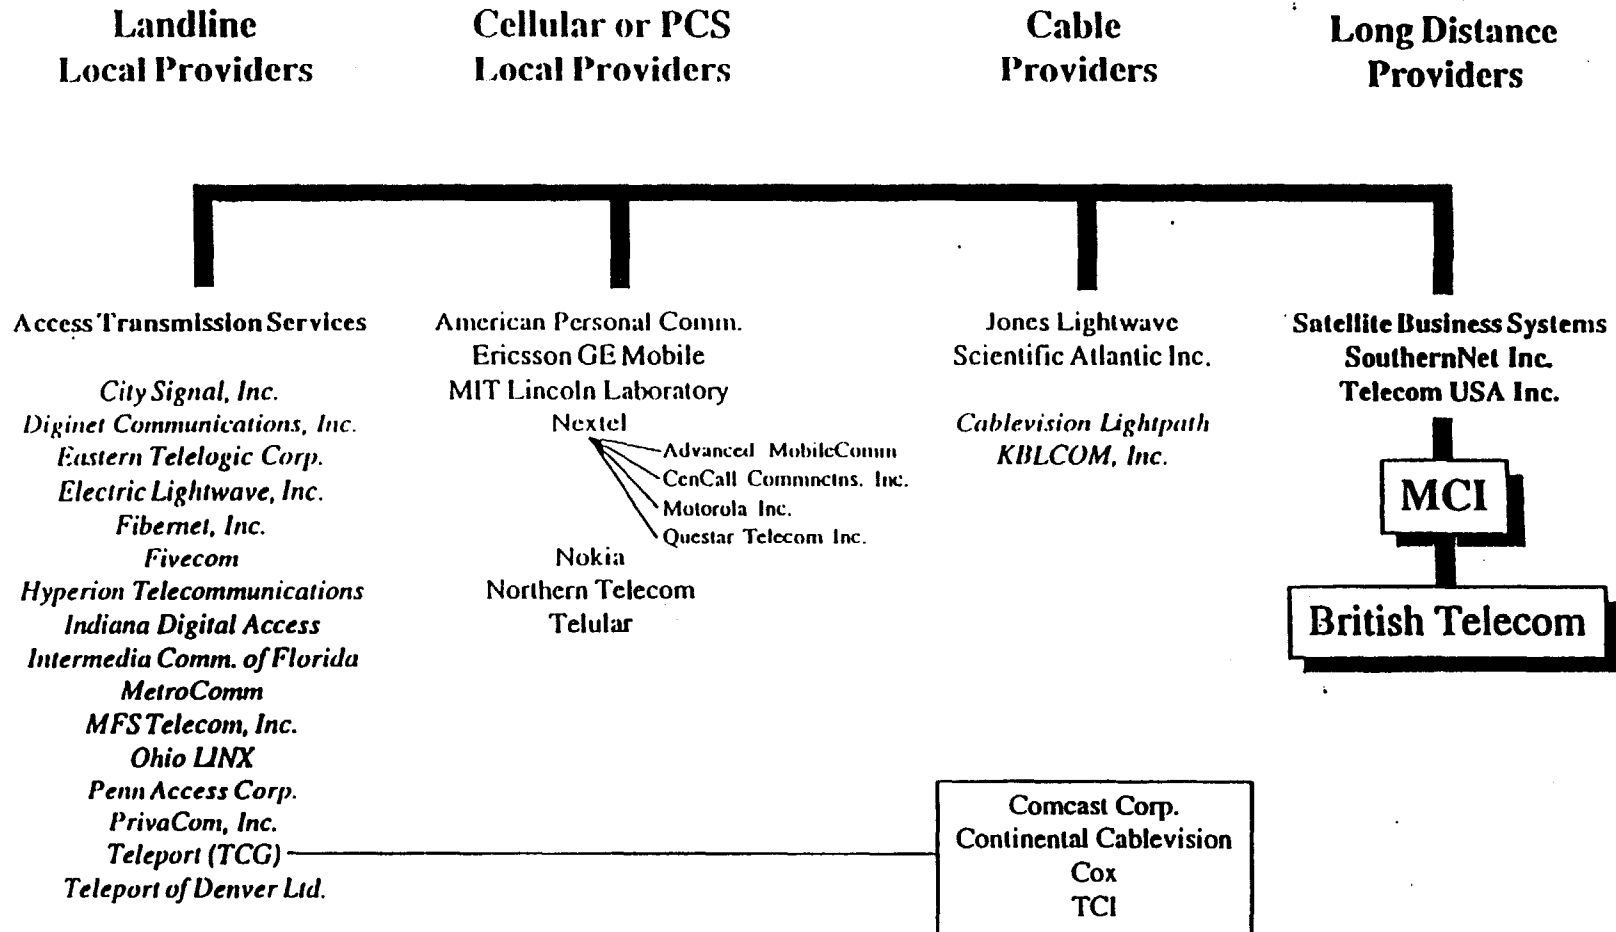 Landline
Local Providers
Cellular or PCS
Local Providers
Cable
Providers
Long Distance
Providers
Access Transmission Services
City Signal, Inc.
Diginet Communications, Inc.
Eastern Telelogic Corp.
Electric Lightwave, Inc.
Fibernet, Inc.
Fivecom
Hyperion Telecommunications
Indiana Digital Access
Intermedia Comm. of Florida
MetroComm
MFS Telecom, Inc.
Ohio LINX
Penn Access Corp.
PrivaCom, Inc.
Teleport (TCG)
Teleport of Denver Ltd.
American Personal Comm.
Ericsson GE Mobile
MIT Lincoln Laboratory
Nextel
Advanced MobileComm
CenCall Commnctns. Inc.
Motorola Inc.
Questar Telecom Inc.
Nokia
Northern Telecom
Telular
Jones Lightwave
Scientific Atlantic Inc.
Cablevision Lightpath
KBLCOM, Inc.
Comcast Corp.
Continental Cablevision
Cox
TCI
Satellite Business Systems
SouthernNet Inc.
Telecom USA Inc.
MCI
British Telecom